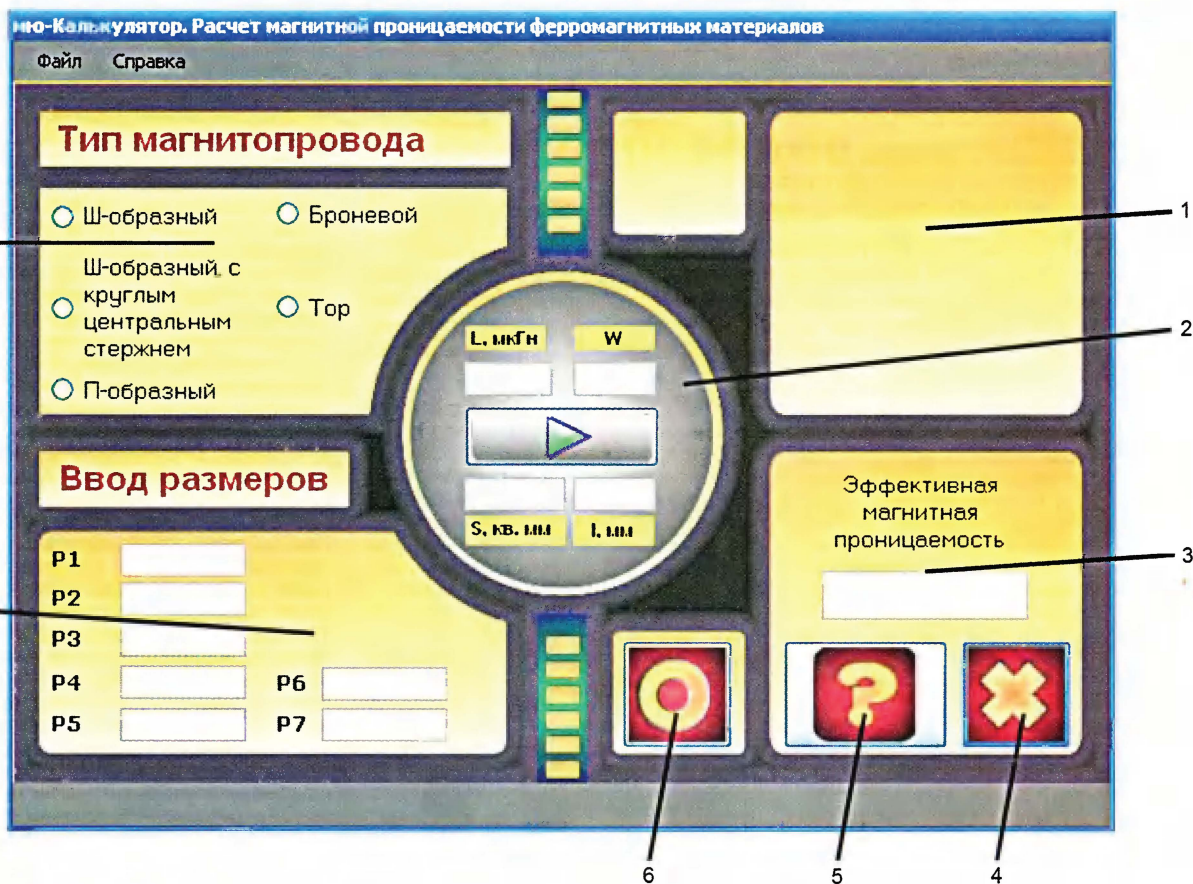 мю-Калькулятор. Расчет магнитной проницаемости ферромагнитных материалов
Файл Справка
Тип магнитопровода
Ш-образный
Броневой
Ш-образный, с
круглым
центральным
стержнем
Тор
П-образный
L, мкГн
W
S, кв. мм
l, мм
Ввод размеров
P1
P2
P3
P4
P5
P6
P7
Эффективная
магнитная
проницаемость
?
1
2
3
4
5
6